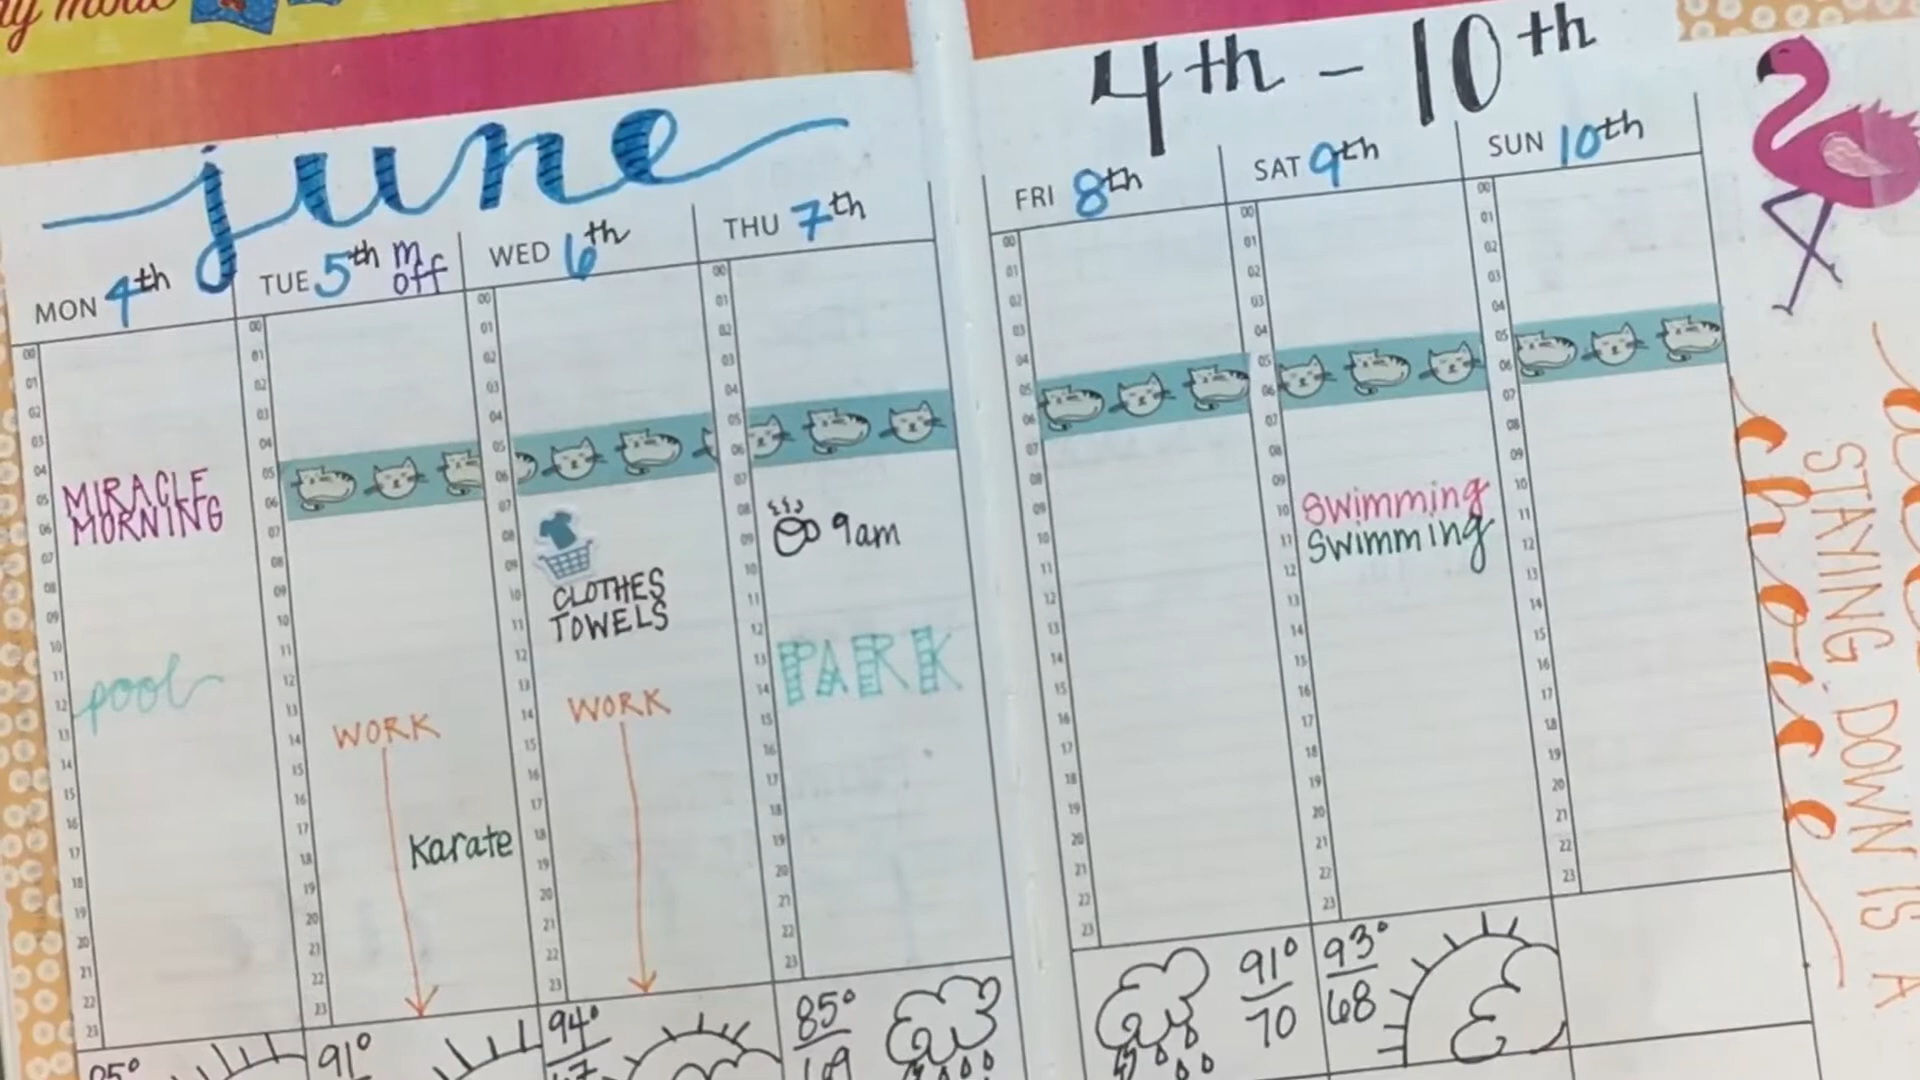 june
4th - 10th
MON 4th
TUE 5th m off
WED 6th
THU 7th
FRI 8th
SAT 9th
SUN 10th
MIRACLE
MORNING
pool
WORK
Karate
CLOTHES
TOWELS
WORK
9am
PARK
Swimming
Swimming
91°
94°
85°
91°
70
93°
68
choice
STAYING DOWN IS A